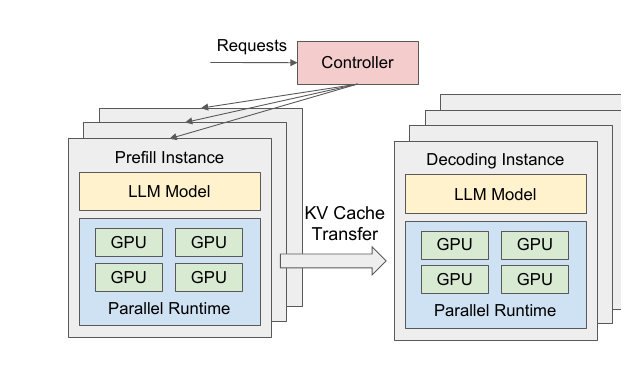 Requests
Controller
Prefill Instance
LLM Model
GPU GPU
GPU GPU
Parallel Runtime
KV Cache
Transfer
Decoding Instance
LLM Model
GPU GPU
GPU GPU
Parallel Runtime